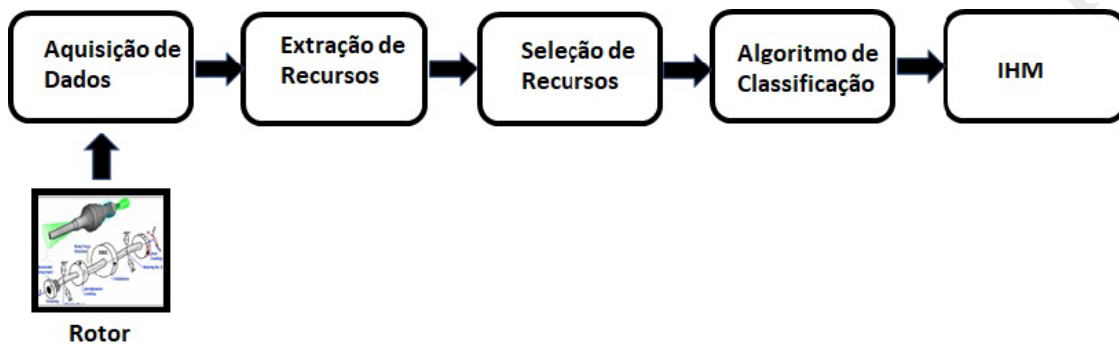 Aquisição de
Dados
Extração de
Recursos
Seleção de
Recursos
Algoritmo de
Classificação
IHM
Rotor